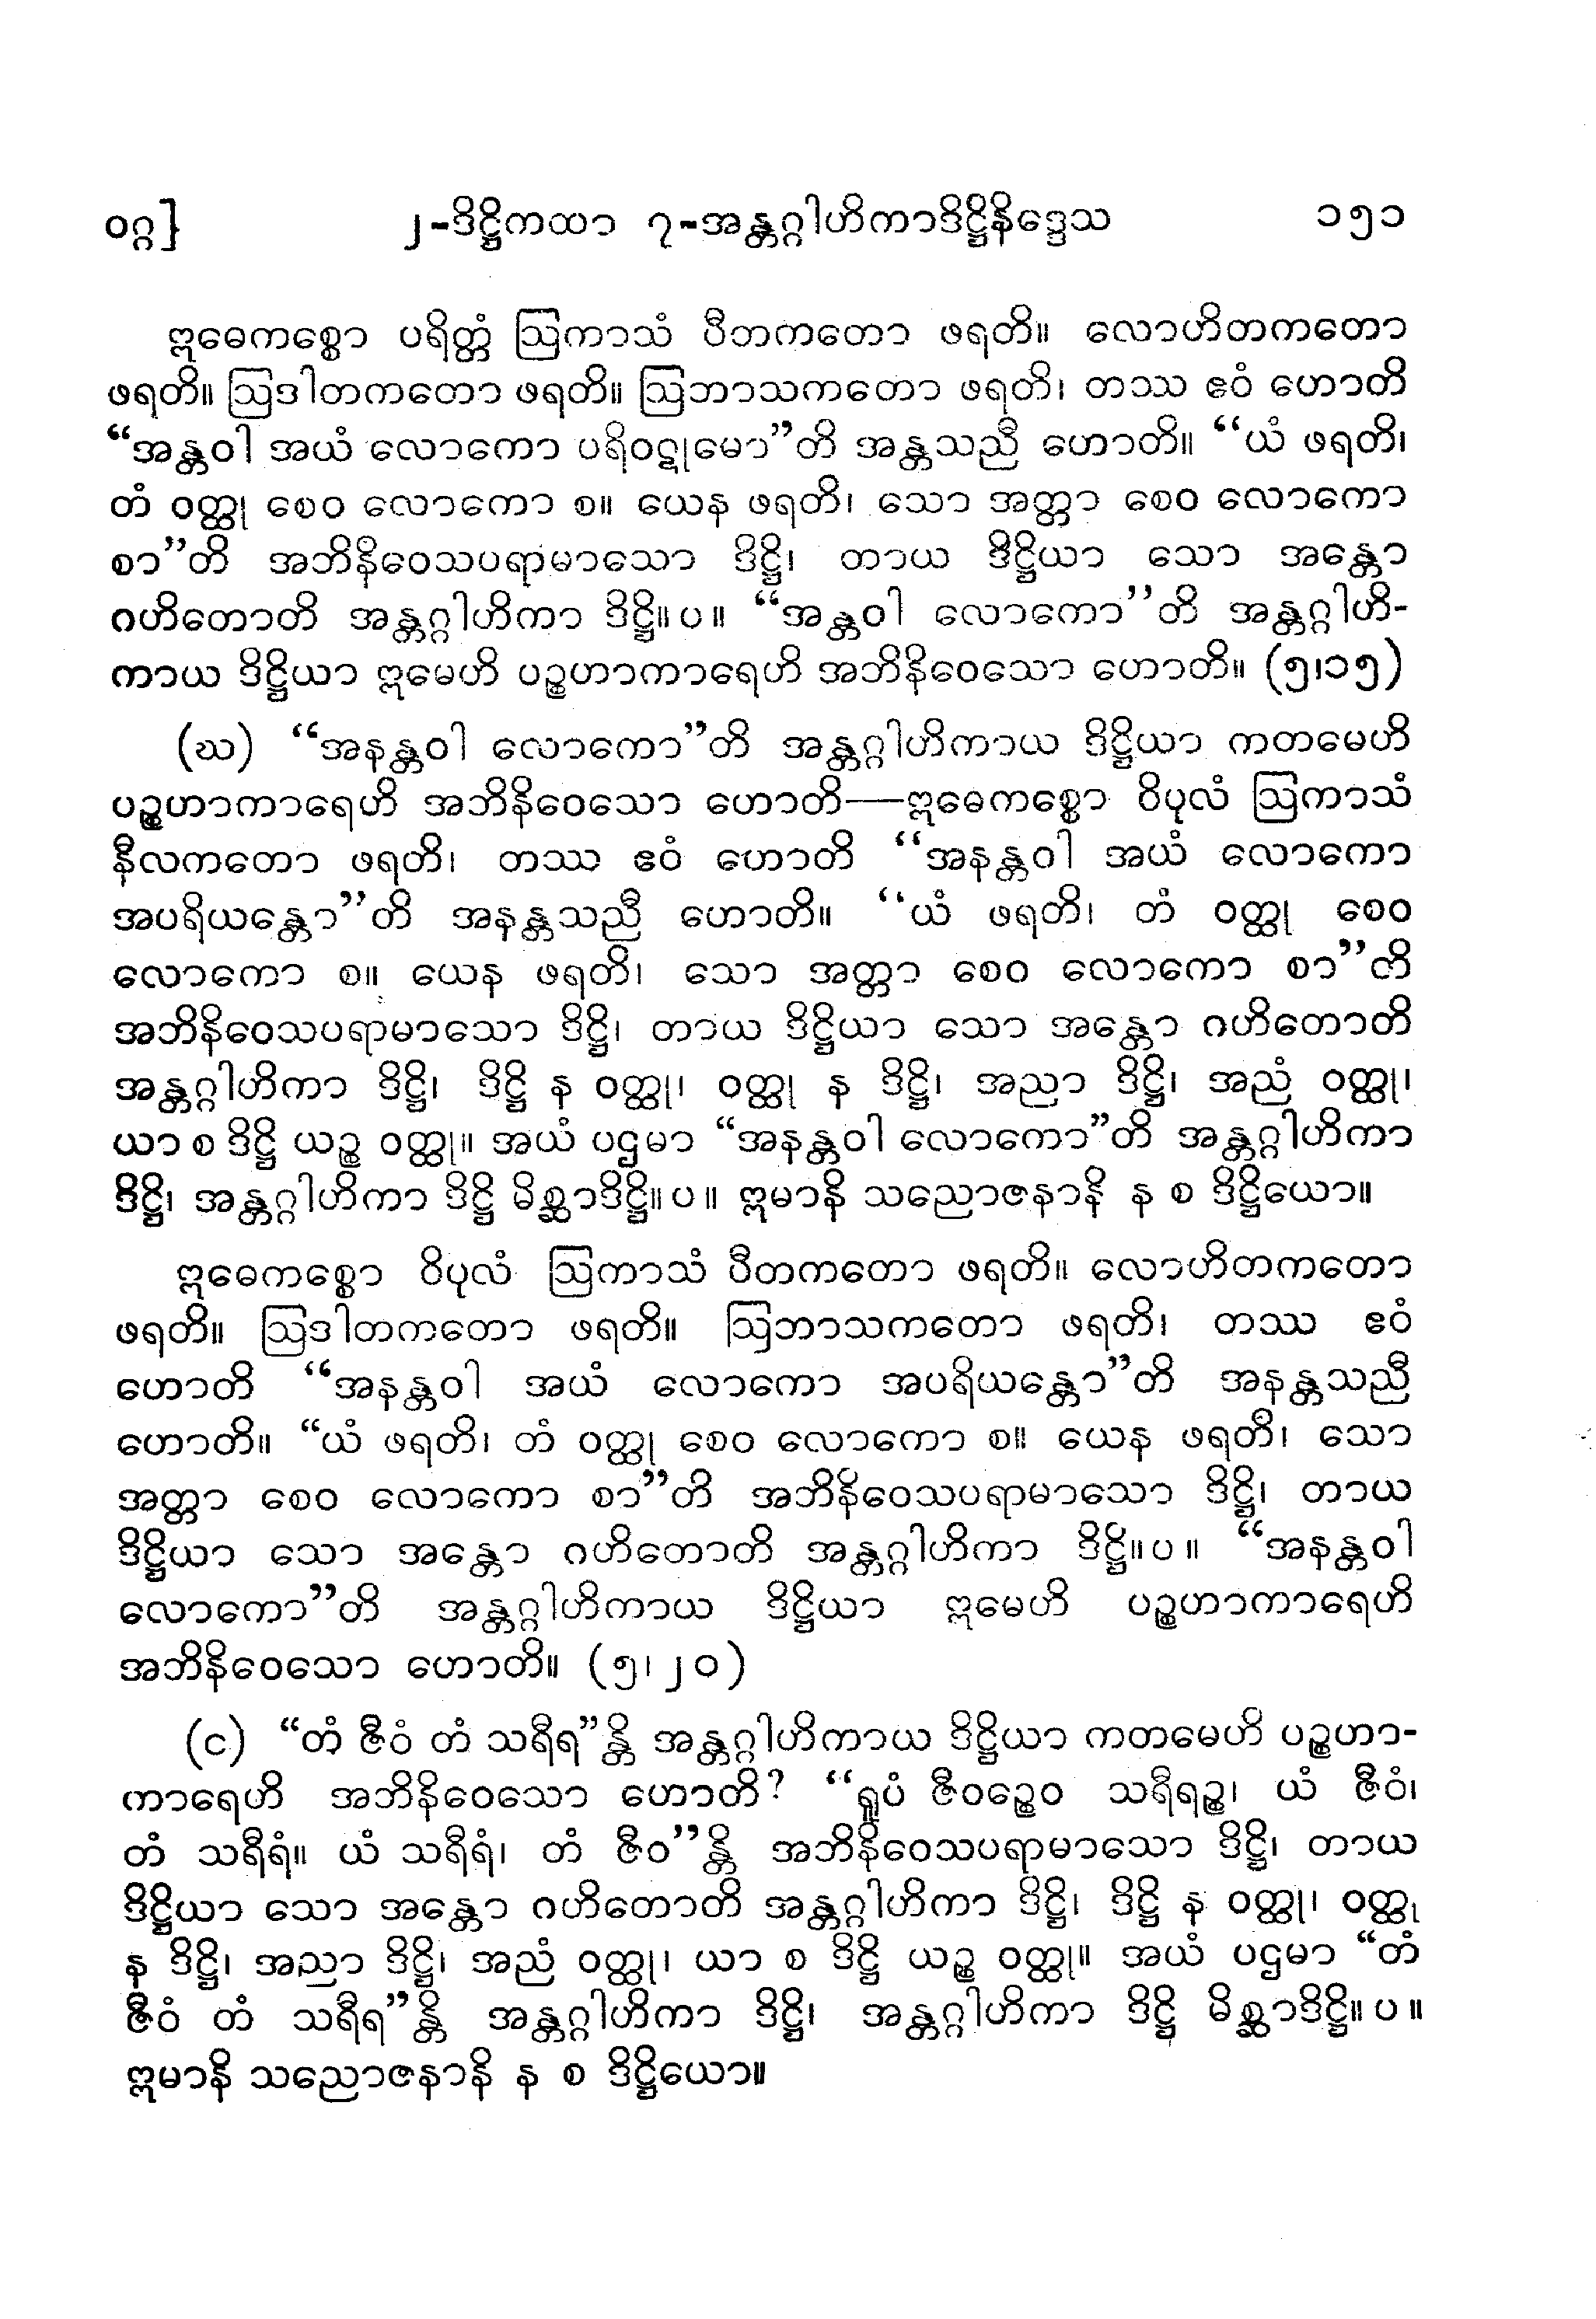 ဝဂ္ဂ] ၂-ဒိဋ္ဌိကထာ ၇-အန္တဂ္ဂါဟိကာဒိဋ္ဌိနိဒ္ဒေသ ၁၅၁
ဣဓေကစ္စော ပရိတ္တံ ဩကာသံ ပီဘကတော ဖရတိ။ လောဟိတကတော
ဖရတိ။ ဩဒါတကတော ဖရတိ။ ဩဘာသကတော ဖရတိ၊ တဿ ဧဝံ ဟောတိ
“အန္တဝါ အယံ လောကော ပရိဝဋုမော”တိ အန္တသညီ ဟောတိ။ “ယံ ဖရတိ၊
တံ ဝတ္ထု စေဝ လောကော စ။ ယေန ဖရတိ၊ သော အတ္တာ စေဝ လောကော
စာ”တိ အဘိနိဝေသပရာမာသော ဒိဋ္ဌိ၊ တာယ ဒိဋ္ဌိယာ သော အန္တော
ဂဟိတောတိ အန္တဂ္ဂါဟိကာ ဒိဋ္ဌိ။ပ။ “အန္တဝါ လောကော”တိ အန္တဂ္ဂါဟိ-
ကာယ ဒိဋ္ဌိယာ ဣမေဟိ ပဉ္စဟာကာရေဟိ အဘိနိဝေသော ဟောတိ။ (၅၊၁၅)
(ဃ) “အနန္တဝါ လောကော”တိ အန္တဂ္ဂါဟိကာယ ဒိဋ္ဌိယာ ကတမေဟိ
ပဉ္စဟာကာရေဟိ အဘိနိဝေသော ဟောတိ—ဣဓေကစ္စော ဝိပုလံ ဩကာသံ
နီလကတော ဖရတိ၊ တဿ ဧဝံ ဟောတိ “အနန္တဝါ အယံ လောကော
အပရိယန္တော”တိ အနန္တသညီ ဟောတိ။ “ယံ ဖရတိ၊ တံ ဝတ္ထု စေဝ
လောကော စ။ ယေန ဖရတိ၊ သော အတ္တာ စေဝ လောကော စာ”တိ
အဘိနိဝေသပရာမာသော ဒိဋ္ဌိ၊ တာယ ဒိဋ္ဌိယာ သော အန္တော ဂဟိတောတိ
အန္တဂ္ဂါဟိကာ ဒိဋ္ဌိ၊ ဒိဋ္ဌိ န ဝတ္ထု၊ ဝတ္ထု န ဒိဋ္ဌိ၊ အညာ ဒိဋ္ဌိ၊ အညံ ဝတ္ထု၊
ယာ စ ဒိဋ္ဌိ ယဉ္စ ဝတ္ထု။ အယံ ပဌမာ “အနန္တဝါ လောကော”တိ အန္တဂ္ဂါဟိကာ
ဒိဋ္ဌိ၊ အန္တဂ္ဂါဟိကာ ဒိဋ္ဌိ မိစ္ဆာဒိဋ္ဌိ။ပ။ ဣမာနိ သညောဇနာနိ န စ ဒိဋ္ဌိယော။
ဣဓေကစ္စော ဝိပုလံ ဩကာသံ ပီတကတော ဖရတိ။ လောဟိတကတော
ဖရတိ။ ဩဒါတကတော ဖရတိ။ ဩဘာသကတော ဖရတိ၊ တဿ ဧဝံ
ဟောတိ “အနန္တဝါ အယံ လောကော အပရိယန္တော”တိ အနန္တသညီ
ဟောတိ။ “ယံ ဖရတိ၊ တံ ဝတ္ထု စေဝ လောကော စ။ ယေန ဖရတိ၊ သော
အတ္တာ စေဝ လောကော စာ”တိ အဘိနိဝေသပရာမာသော ဒိဋ္ဌိ၊ တာယ
ဒိဋ္ဌိယာ သော အန္တော ဂဟိတောတိ အန္တဂ္ဂါဟိကာ ဒိဋ္ဌိ။ပ။ “အနန္တဝါ
လောကော”တိ အန္တဂ္ဂါဟိကာယ ဒိဋ္ဌိယာ ဣမေဟိ ပဉ္စဟာကာရေဟိ
အဘိနိဝေသော ဟောတိ။ (၅၊၂၀)
(င) “တံ ဇီဝံ တံ သရီရ”န္တိ အန္တဂ္ဂါဟိကာယ ဒိဋ္ဌိယာ ကတမေဟိ ပဉ္စဟာ-
ကာရေဟိ အဘိနိဝေသော ဟောတိ? “ရူပံ ဇီဝဉ္စေဝ သရီရဉ္စ၊ ယံ ဇီဝံ၊
တံ သရီရံ။ ယံ သရီရံ၊ တံ ဇီဝ”န္တိ အဘိနိဝေသပရာမာသော ဒိဋ္ဌိ၊ တာယ
ဒိဋ္ဌိယာ သော အန္တော ဂဟိတောတိ အန္တဂ္ဂါဟိကာ ဒိဋ္ဌိ၊ ဒိဋ္ဌိ န ဝတ္ထု၊ ဝတ္ထု
န ဒိဋ္ဌိ၊ အညာ ဒိဋ္ဌိ၊ အညံ ဝတ္ထု၊ ယာ စ ဒိဋ္ဌိ ယဉ္စ ဝတ္ထု။ အယံ ပဌမာ “တံ
ဇီဝံ တံ သရီရ”န္တိ အန္တဂ္ဂါဟိကာ ဒိဋ္ဌိ၊ အန္တဂ္ဂါဟိကာ ဒိဋ္ဌိ မိစ္ဆာဒိဋ္ဌိ။ပ။
ဣမာနိ သညောဇနာနိ န စ ဒိဋ္ဌိယော။